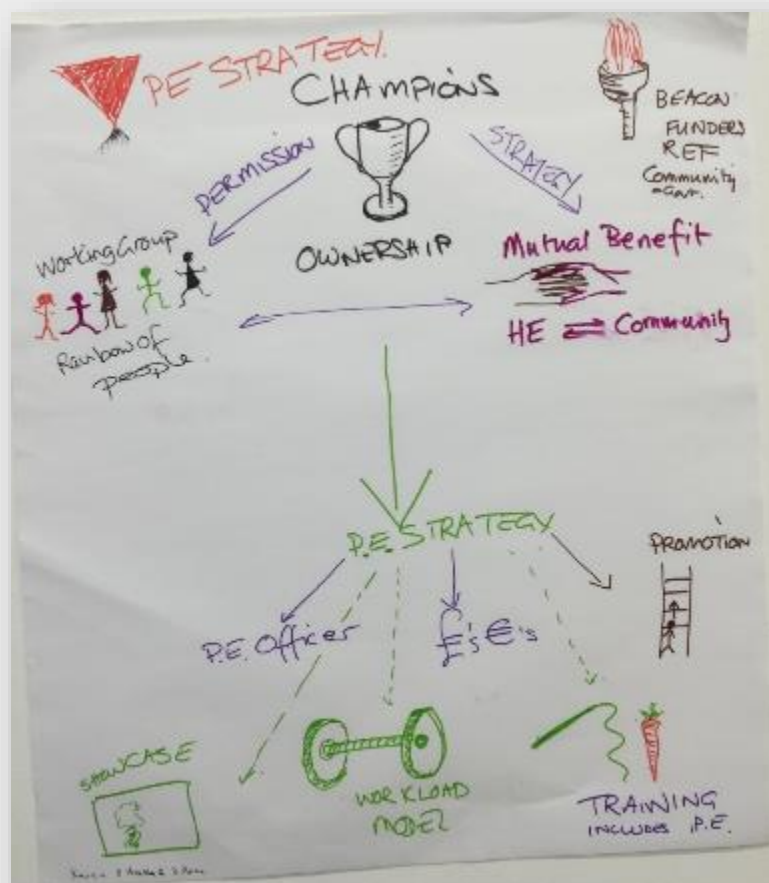 PE STRATEGY
CHAMPIONS
BEACON
FUNDERS
REF
Community
PERMISSION
STRATEGY
Working Group
OWNERSHIP
Mutual Benefit
HE ⇌ Community
Rainbow of
people.
P.E. STRATEGY
PROMOTION
P.E. Officer
£'s €'s
SHOWCASE
WORKLOAD
MODEL
TRAINING
INCLUDES P.E.